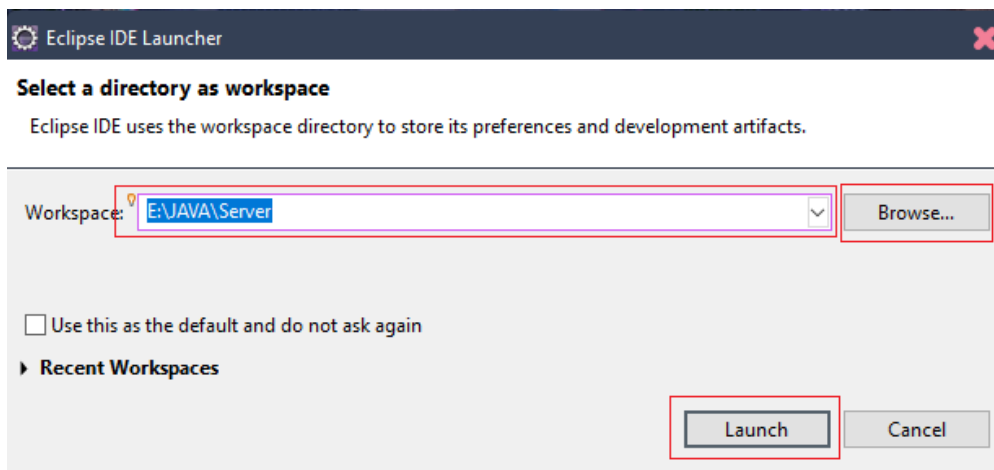 Eclipse IDE Launcher
Select a directory as workspace
Eclipse IDE uses the workspace directory to store its preferences and development artifacts.
Workspace: E:\JAVA\Server Browse...
Use this as the default and do not ask again
Recent Workspaces
Launch Cancel